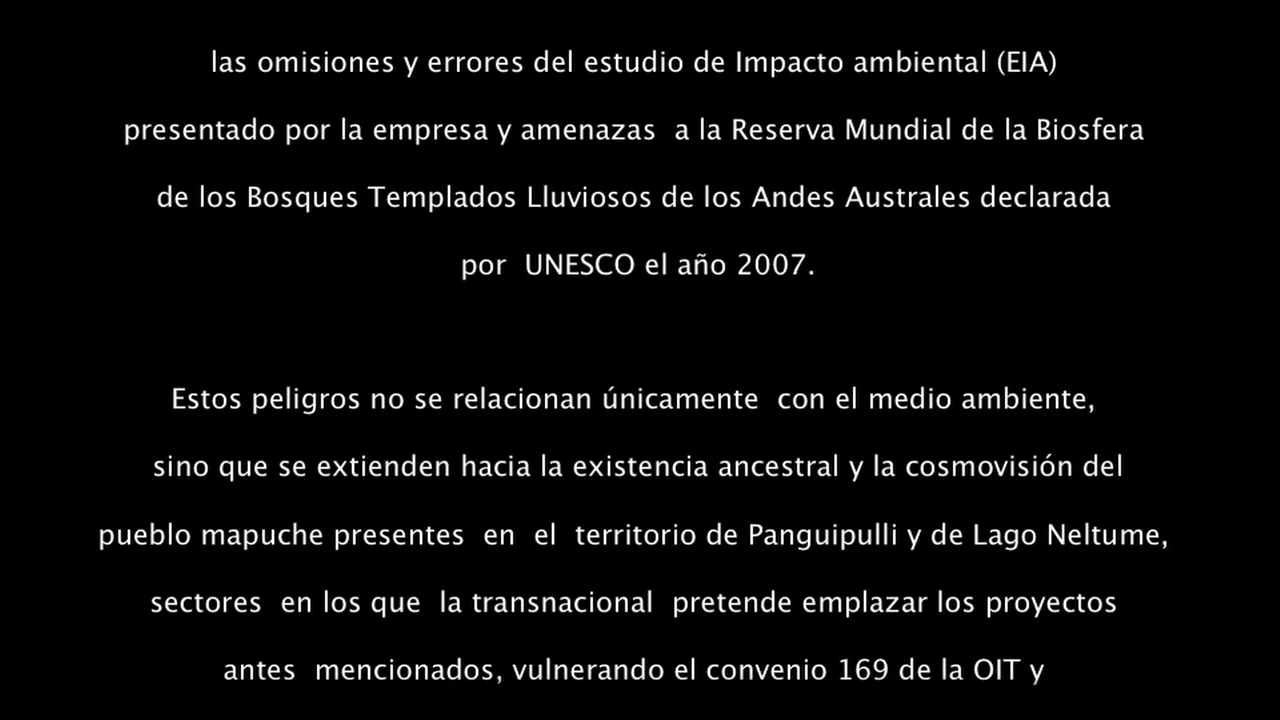 las omisiones y errores del estudio de Impacto ambiental (EIA)
presentado por la empresa y amenazas  a la Reserva Mundial de la Biosfera
de los Bosques Templados Lluviosos de los Andes Australes declarada
por  UNESCO el año 2007.
Estos peligros no se relacionan únicamente  con el medio ambiente,
sino que se extienden hacia la existencia ancestral y la cosmovisión del
pueblo mapuche presentes  en  el  territorio de Panguipulli y de Lago Neltume,
sectores  en los que  la transnacional  pretende emplazar los proyectos
antes  mencionados, vulnerando el convenio 169 de la OIT y